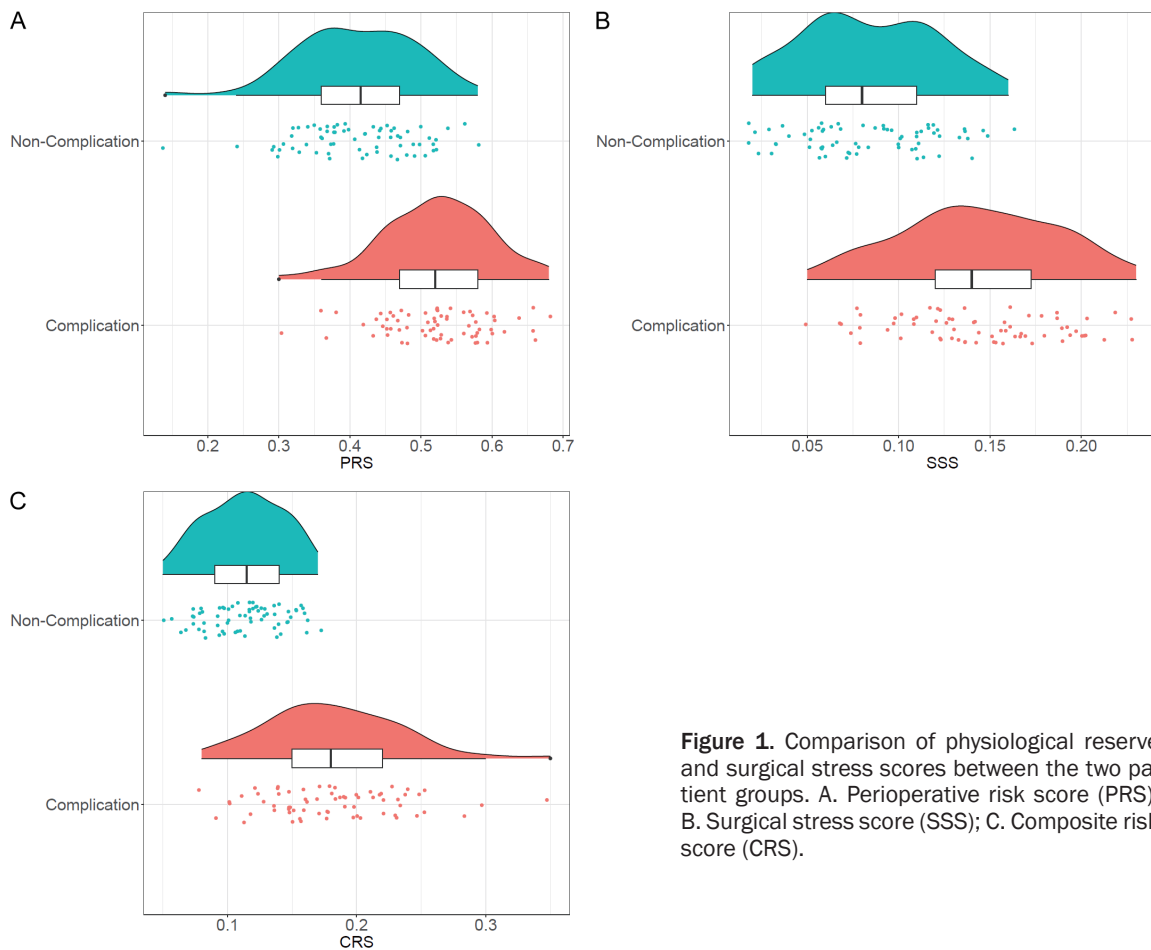 A
Non-Complication
Complication
0.2 0.3 0.4 0.5 0.6 0.7
PRS
B
Non-Complication
Complication
0.05 0.10 0.15 0.20
SSS
C
Non-Complication
Complication
0.1 0.2 0.3
CRS
Figure 1. Comparison of physiological reserve
and surgical stress scores between the two pa-
tient groups. A. Perioperative risk score (PRS)
B. Surgical stress score (SSS); C. Composite risk
score (CRS).